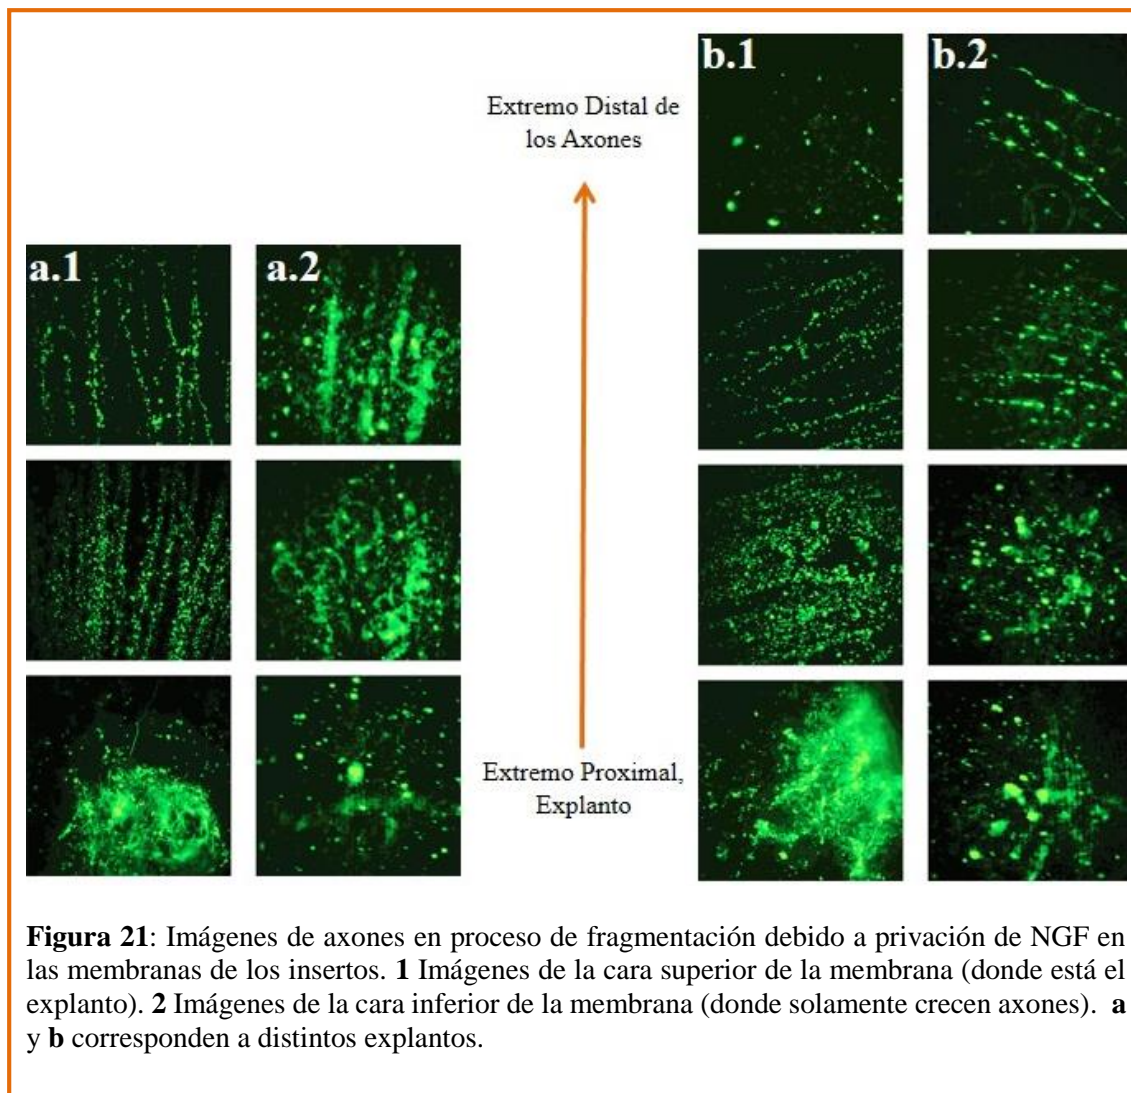 b.1
b.2
Extremo Distal de
los Axones
a.1
a.2
Extremo Proximal,
Explanto
Figura 21: Imágenes de axones en proceso de fragmentación debido a privación de NGF en
las membranas de los insertos. 1 Imágenes de la cara superior de la membrana (donde está el
explanto). 2 Imágenes de la cara inferior de la membrana (donde solamente crecen axones). a
y b corresponden a distintos explantos.